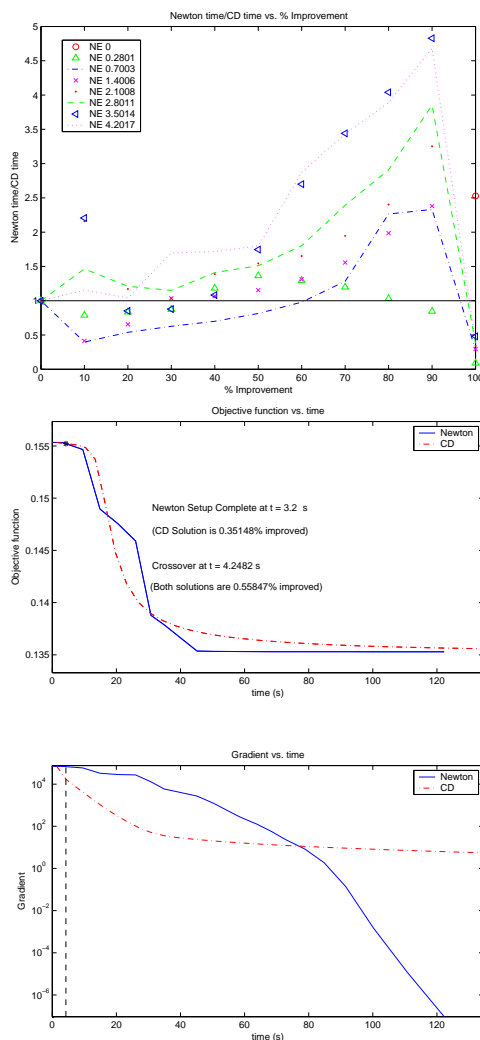 Newton time/CD time vs. % Improvement
NE 0
NE 0.2801
NE 0.7003
NE 1.4006
NE 2.1008
NE 2.8011
NE 3.5014
NE 4.2017
Newton time/CD time
5
4.5
4
3.5
3
2.5
2
1.5
1
0.5
0
0 10 20 30 40 50 60 70 80 90 100
% Improvement
Objective function vs. time
Newton
CD
Objective function
0.155
0.15
0.145
0.14
0.135
Newton Setup Complete at t = 3.2 s
(CD Solution is 0.35148% improved)
Crossover at t = 4.2482 s
(Both solutions are 0.55847% improved)
0 20 40 60 80 100 120
time (s)
Gradient vs. time
Newton
CD
Gradient
10^4
10^2
10^0
10^-2
10^-4
10^-6
0 20 40 60 80 100 120
time (s)